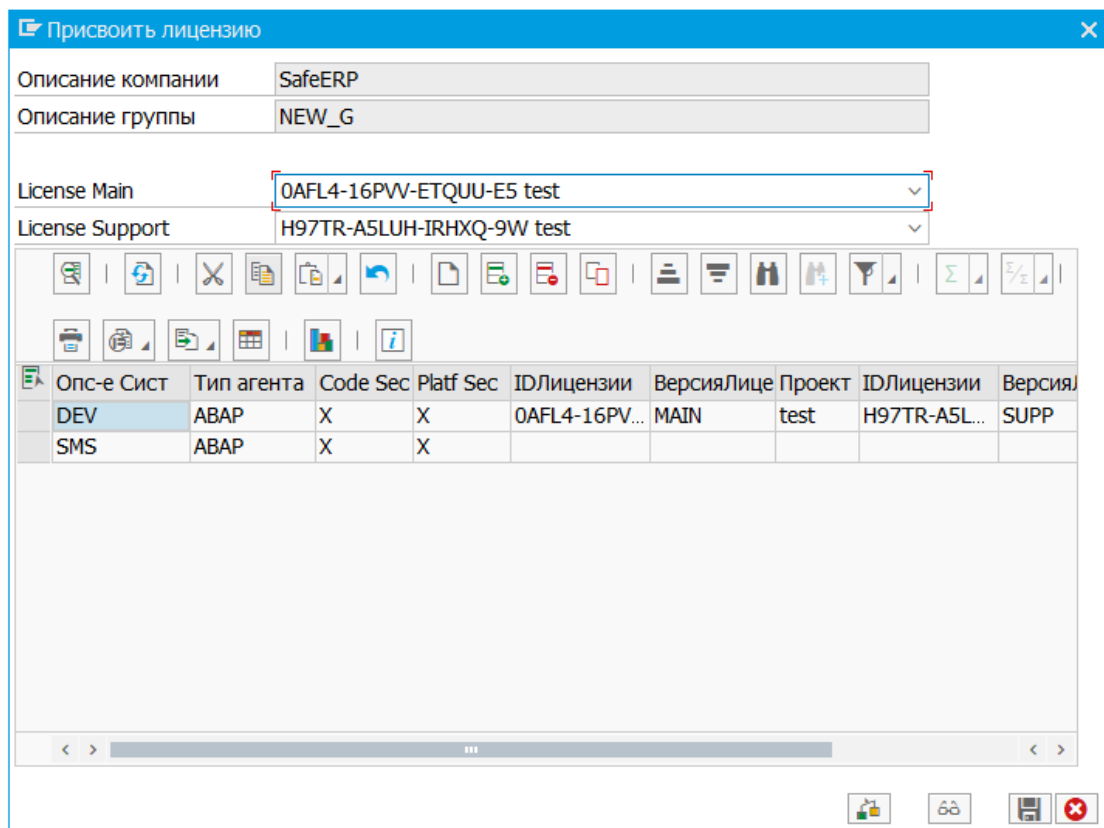 Присвоить лицензию
Описание компании SafeERP
Описание группы NEW_G
License Main 0AFL4-16PVV-ETQUU-E5 test
License Support H97TR-A5LUH-IRHXQ-9W test
Опс-е Сист Тип агента Code Sec Platf Sec IDЛицензии ВерсияЛице Проект IDЛицензии ВерсияЛ
DEV ABAP X X 0AFL4-16PV... MAIN test H97TR-A5L... SUPP
SMS ABAP X X